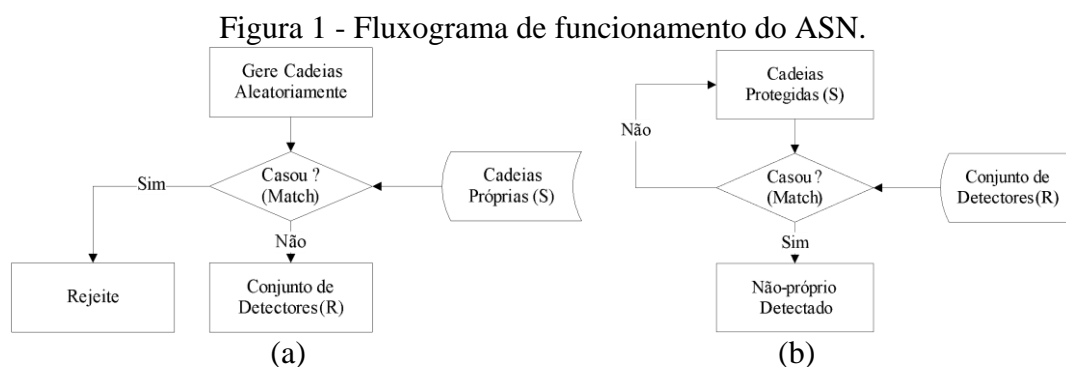 Figura 1 - Fluxograma de funcionamento do ASN.
Gere Cadeias
Aleatoriamente
Sim
Casou ?
(Match)
Cadeias
Próprias (S)
Não
Rejeite
Conjunto de
Detectores(R)
(a)
Cadeias
Protegidas (S)
Não
Casou?
(Match)
Conjunto de
Detectores(R)
Sim
Não-próprio
Detectado
(b)